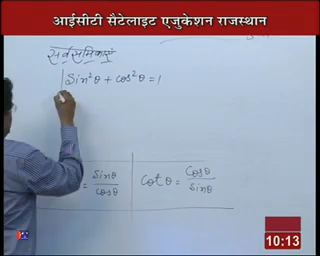 आईसीटी सैटेलाइट एजुकेशन राजस्थान
सर्वसमिकाएं
Sin²θ + Cos²θ = 1
= Sinθ / Cosθ
Cotθ = Cosθ / Sinθ
10:13